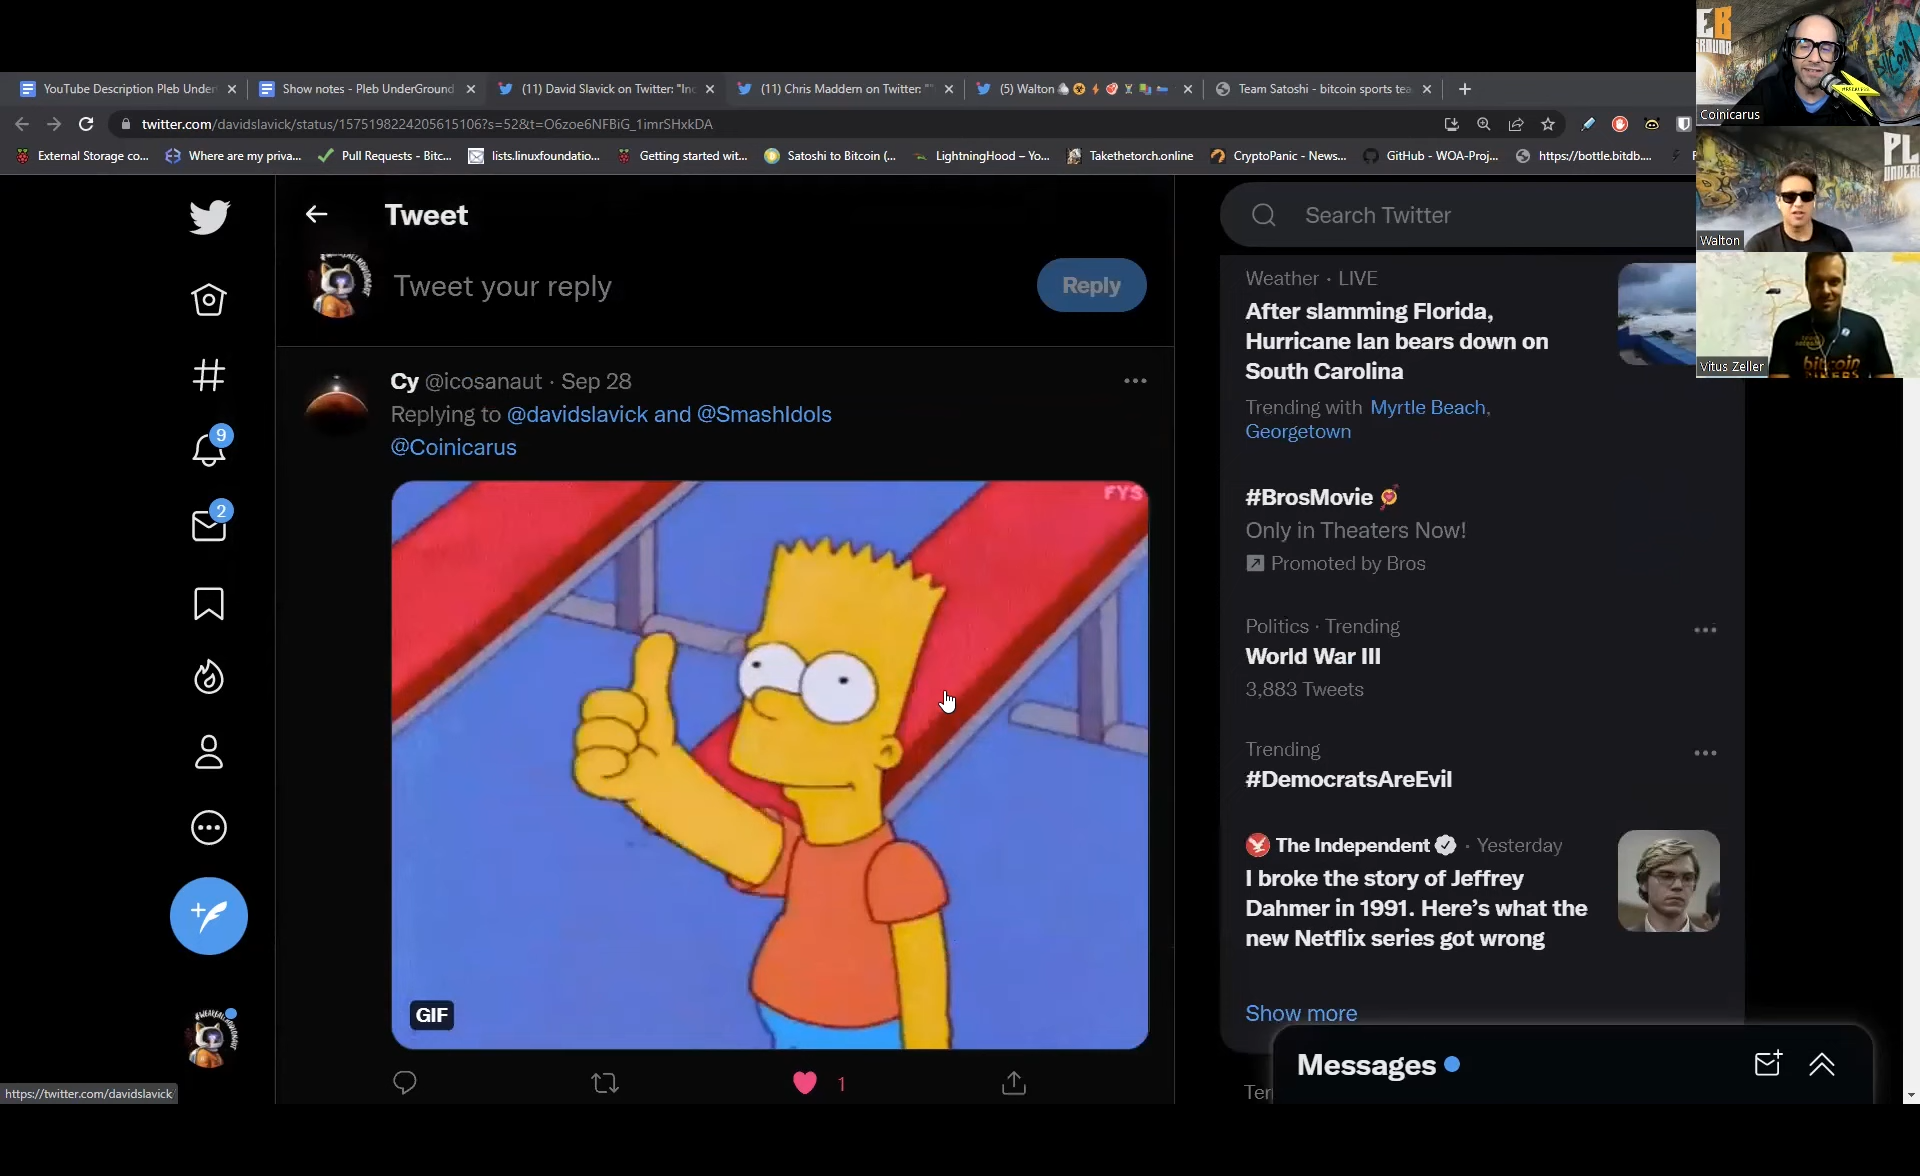 YouTube Description Pleb Under
Show notes - Pleb UnderGround
(11) David Slavick on Twitter: "Inc
(11) Chris Maddern on Twitter: "
(5) Walton
Team Satoshi - bitcoin sports tea
twitter.com/davidslavick/status/1575198224205615106?s=52&t=O6zoe6NFBiG_1imrSHxkDA
External Storage co...
Where are my priva...
Pull Requests - Bitc...
lists.linuxfoundatio...
Getting started wit...
Satoshi to Bitcoin (...
LightningHood – Yo...
Takethetorch.online
CryptoPanic - News...
GitHub - WOA-Proj...
https://bottle.bitdb....
Coinicarus
Walton
Vitus Zeller
bitcoin
Tweet
Tweet your reply
Reply
Cy @icosanaut · Sep 28
Replying to @davidslavick and @SmashIdols
@Coinicarus
FYS
GIF
1
9
2
Search Twitter
Weather · LIVE
After slamming Florida,
Hurricane Ian bears down on
South Carolina
Trending with Myrtle Beach,
Georgetown
#BrosMovie
Only in Theaters Now!
Promoted by Bros
Politics · Trending
World War III
3,883 Tweets
Trending
#DemocratsAreEvil
The Independent · Yesterday
I broke the story of Jeffrey
Dahmer in 1991. Here's what the
new Netflix series got wrong
Show more
Messages
Ter
https://twitter.com/davidslavick